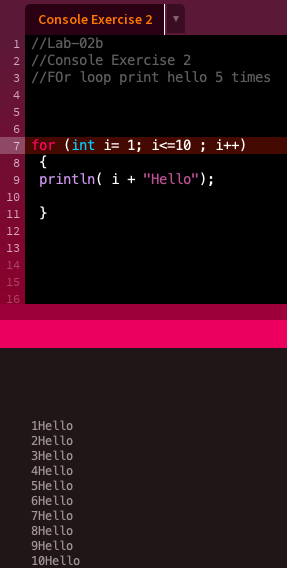 Console Exercise 2 ▼
1 //Lab-02b
2 //Console Exercise 2
3 //FOr loop print hello 5 times
4
5
6
7 for (int i= 1; i<=10 ; i++)
8 {
9 println( i + "Hello");
10
11 }
12
13
14
15
16
1Hello
2Hello
3Hello
4Hello
5Hello
6Hello
7Hello
8Hello
9Hello
10Hello